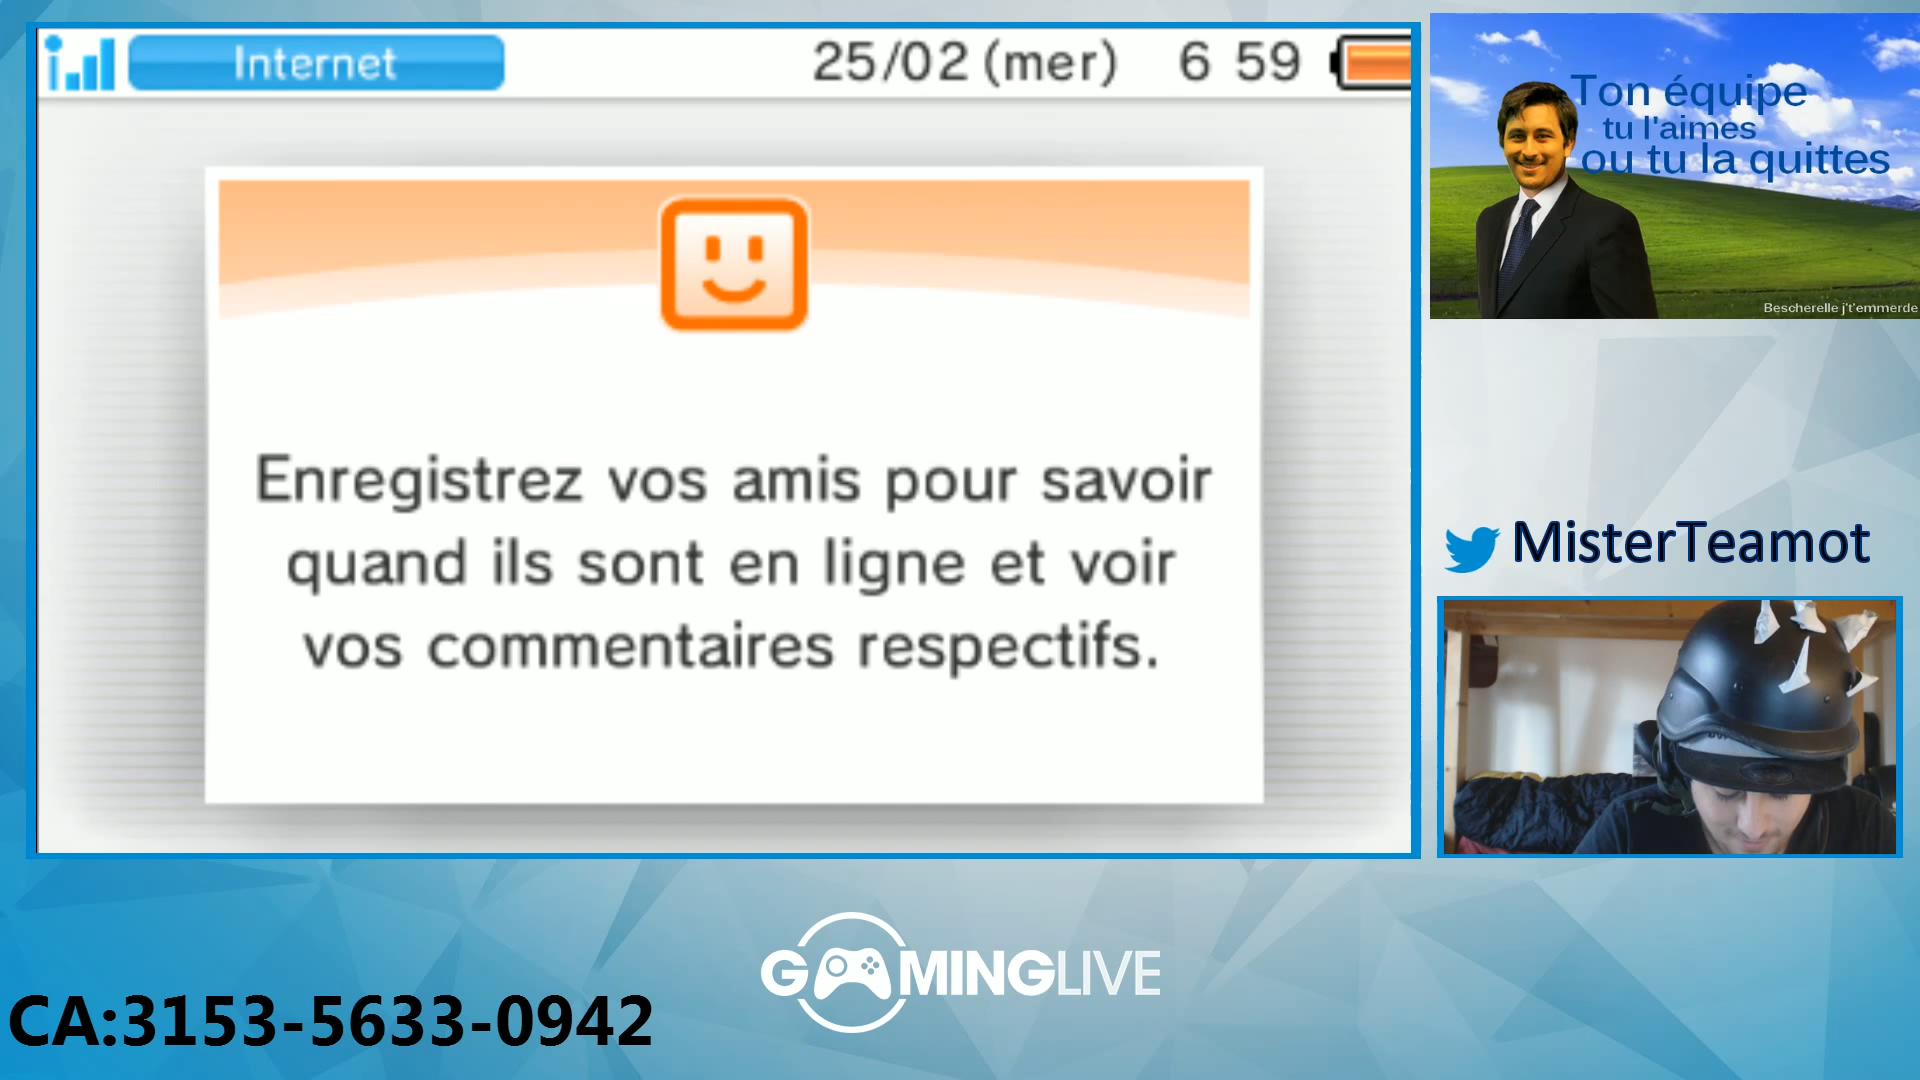 Internet
25/02 (mer) 6 59
Enregistrez vos amis pour savoir
quand ils sont en ligne et voir
vos commentaires respectifs.
Ton équipe
tu l'aimes
ou tu la quittes
Bescherelle j't'emmerde
MisterTeamot
GAMINGLIVE
CA:3153-5633-0942